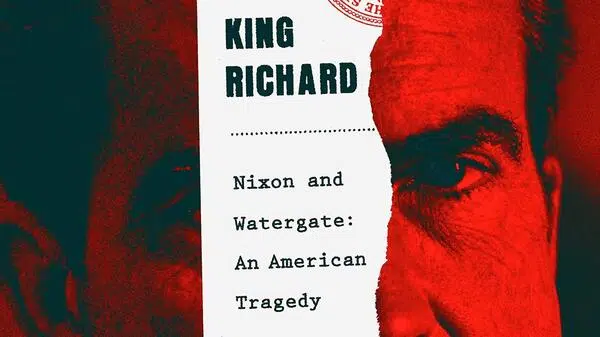 KING
RICHARD
Nixon and
Watergate:
An American
Tragedy